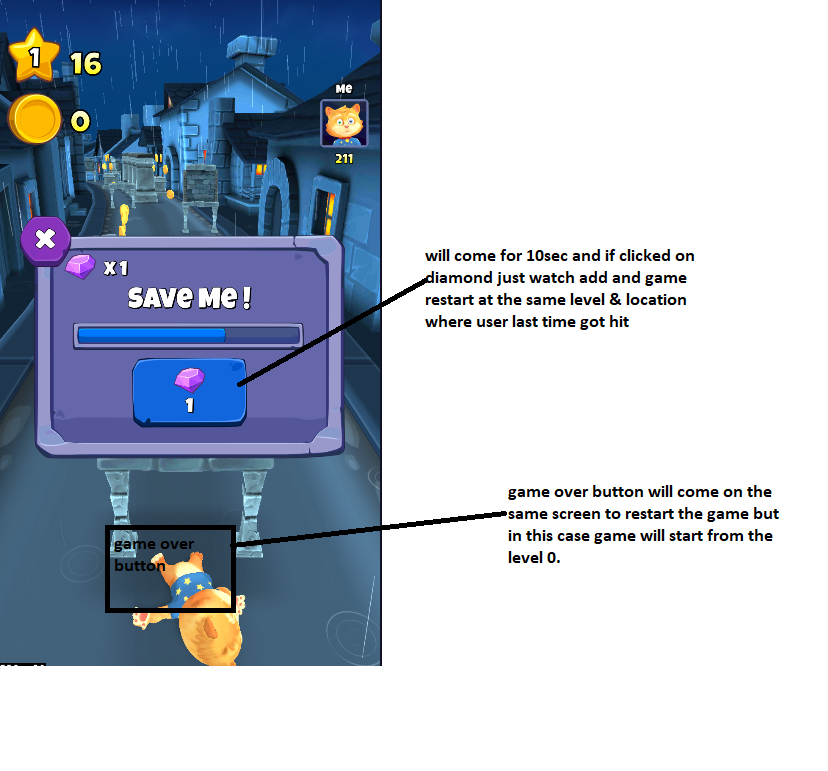 1
16
0
Me
211
x1
SAVE ME!
1
will come for 10sec and if clicked on
diamond just watch add and game
restart at the same level & location
where user last time got hit
game over
button
game over button will come on the
same screen to restart the game but
in this case game will start from the
level 0.